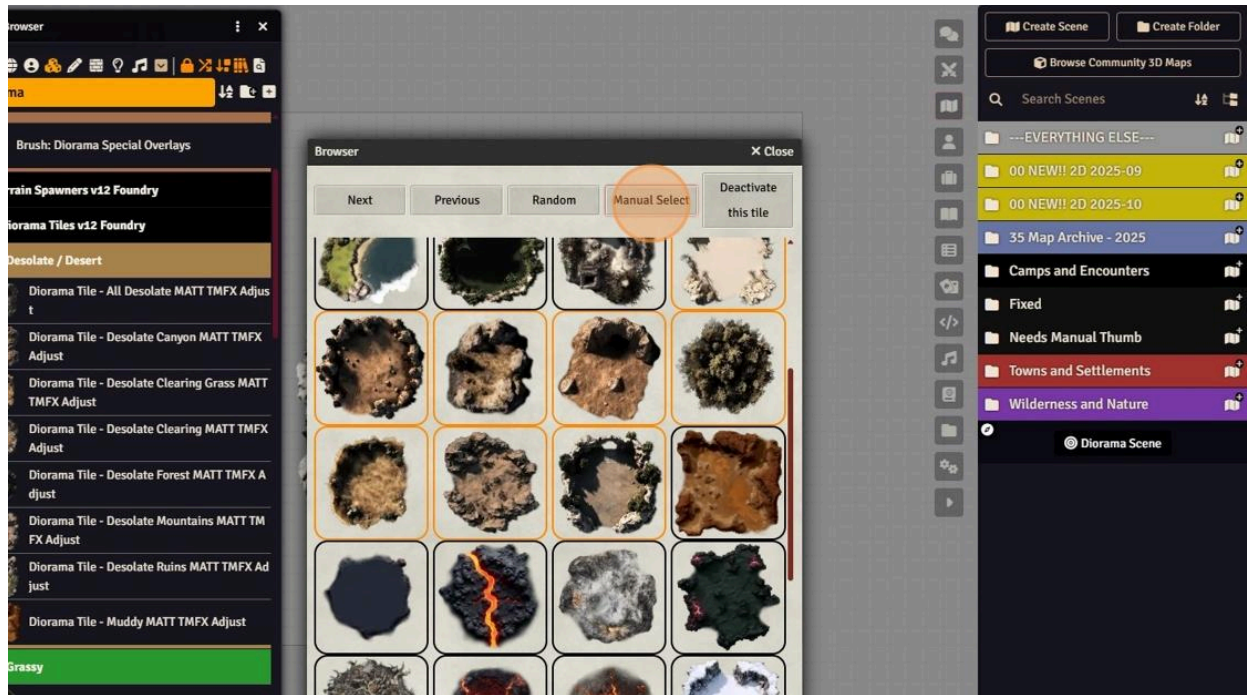 Browser
Brush: Diorama Special Overlays
Spawners v12 Foundry
Tiles v12 Foundry
Desolate / Desert
Diorama Tile - All Desolate MATT TMFX Adjus
t
Diorama Tile - Desolate Canyon MATT TMFX
Adjust
Diorama Tile - Desolate Clearing Grass MATT
TMFX Adjust
Diorama Tile - Desolate Clearing MATT TMFX
Adjust
Diorama Tile - Desolate Forest MATT TMFX A
djust
Diorama Tile - Desolate Mountains MATT TM
FX Adjust
Diorama Tile - Desolate Ruins MATT TMFX Ad
just
Diorama Tile - Muddy MATT TMFX Adjust
Grassy
Browser
Close
Next
Previous
Random
Manual Select
Deactivate
this tile
Create Scene
Create Folder
Browse Community 3D Maps
Search Scenes
---EVERYTHING ELSE---
00 NEW!! 2D 2025-09
00 NEW!! 2D 2025-10
35 Map Archive - 2025
Camps and Encounters
Fixed
Needs Manual Thumb
Towns and Settlements
Wilderness and Nature
Diorama Scene